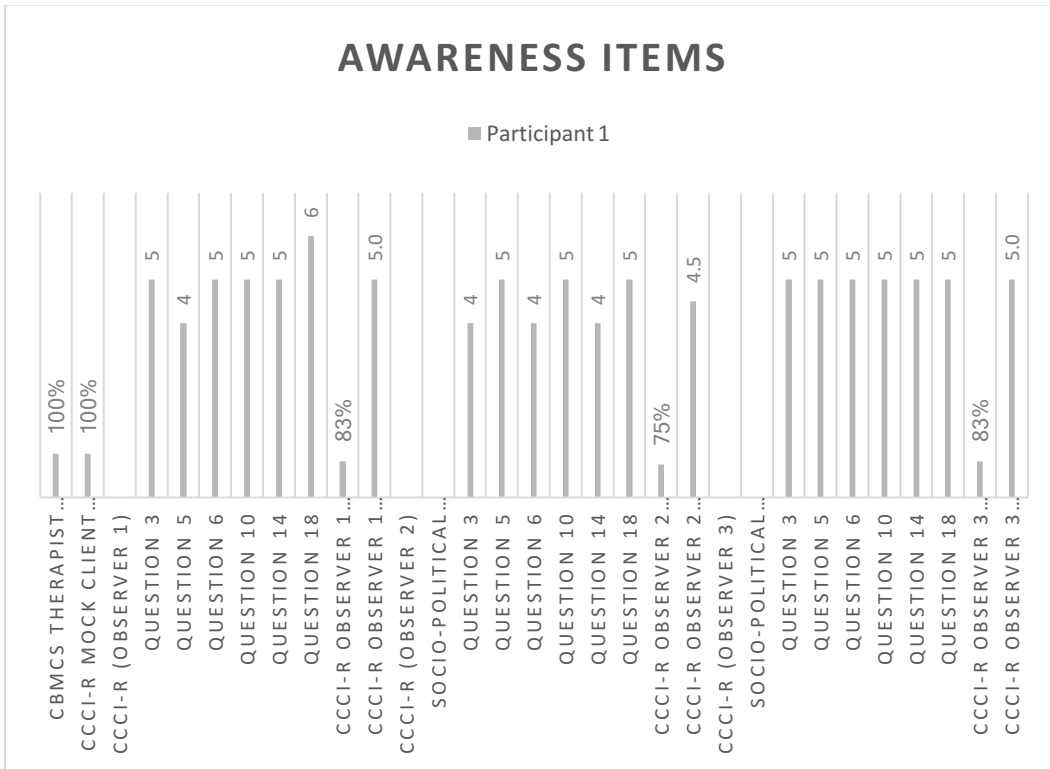 AWARENESS ITEMS
Participant 1
100%
100%
5
4
5
5
5
6
83%
5.0
4
5
4
5
4
5
75%
4.5
5
5
5
5
5
5
83%
5.0
CBMCS THERAPIST…
CCCI-R MOCK CLIENT…
CCCI-R (OBSERVER 1)
QUESTION 3
QUESTION 5
QUESTION 6
QUESTION 10
QUESTION 14
QUESTION 18
CCCI-R OBSERVER 1…
CCCI-R OBSERVER 1…
CCCI-R (OBSERVER 2)
SOCIO-POLITICAL…
QUESTION 3
QUESTION 5
QUESTION 6
QUESTION 10
QUESTION 14
QUESTION 18
CCCI-R OBSERVER 2…
CCCI-R OBSERVER 2…
CCCI-R (OBSERVER 3)
SOCIO-POLITICAL…
QUESTION 3
QUESTION 5
QUESTION 6
QUESTION 10
QUESTION 14
QUESTION 18
CCCI-R OBSERVER 3…
CCCI-R OBSERVER 3…